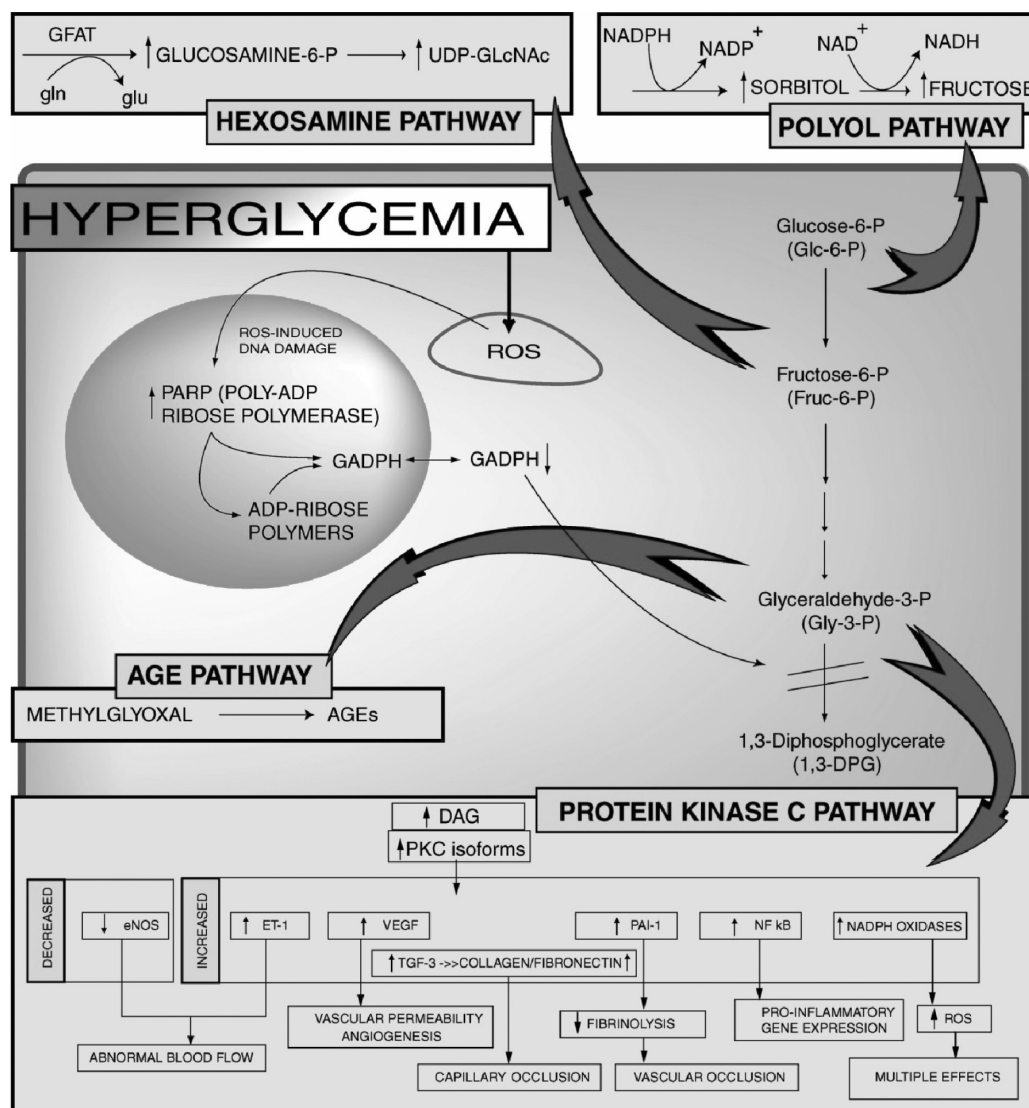 GFAT
↑GLUCOSAMINE-6-P
↑UDP-GLcNAc
gln
glu
HEXOSAMINE PATHWAY
NADPH
NADP+
NAD+
NADH
↑SORBITOL
↑FRUCTOSE
POLYOL PATHWAY
HYPERGLYCEMIA
Glucose-6-P
(Glc-6-P)
ROS-INDUCED
DNA DAMAGE
ROS
↑PARP (POLY-ADP
RIBOSE POLYMERASE)
Fructose-6-P
(Fruc-6-P)
GADPH
GADPH↓
ADP-RIBOSE
POLYMERS
Glyceraldehyde-3-P
(Gly-3-P)
AGE PATHWAY
METHYLGLYOXAL
AGEs
1,3-Diphosphoglycerate
(1,3-DPG)
PROTEIN KINASE C PATHWAY
↑DAG
↑PKC isoforms
DECREASED
↓ eNOS
INCREASED
↑ ET-1
↑ VEGF
↑ PAI-1
↑ NF kB
↑NADPH OXIDASES
↑TGF-3 ->>COLLAGEN/FIBRONECTIN↑
VASCULAR PERMEABILITY
ANGIOGENESIS
↓FIBRINOLYSIS
PRO-INFLAMMATORY
GENE EXPRESSION
↑ROS
ABNORMAL BLOOD FLOW
CAPILLARY OCCLUSION
VASCULAR OCCLUSION
MULTIPLE EFFECTS